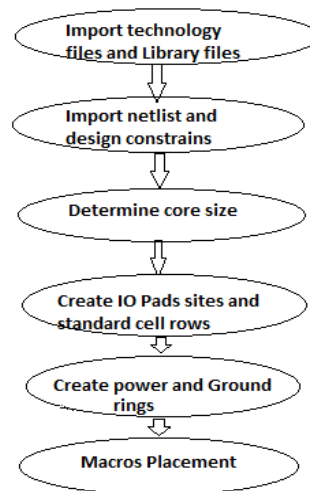 Import technology
files and Library files
Import netlist and
design constrains
Determine core size
Create IO Pads sites and
standard cell rows
Create power and Ground
rings
Macros Placement